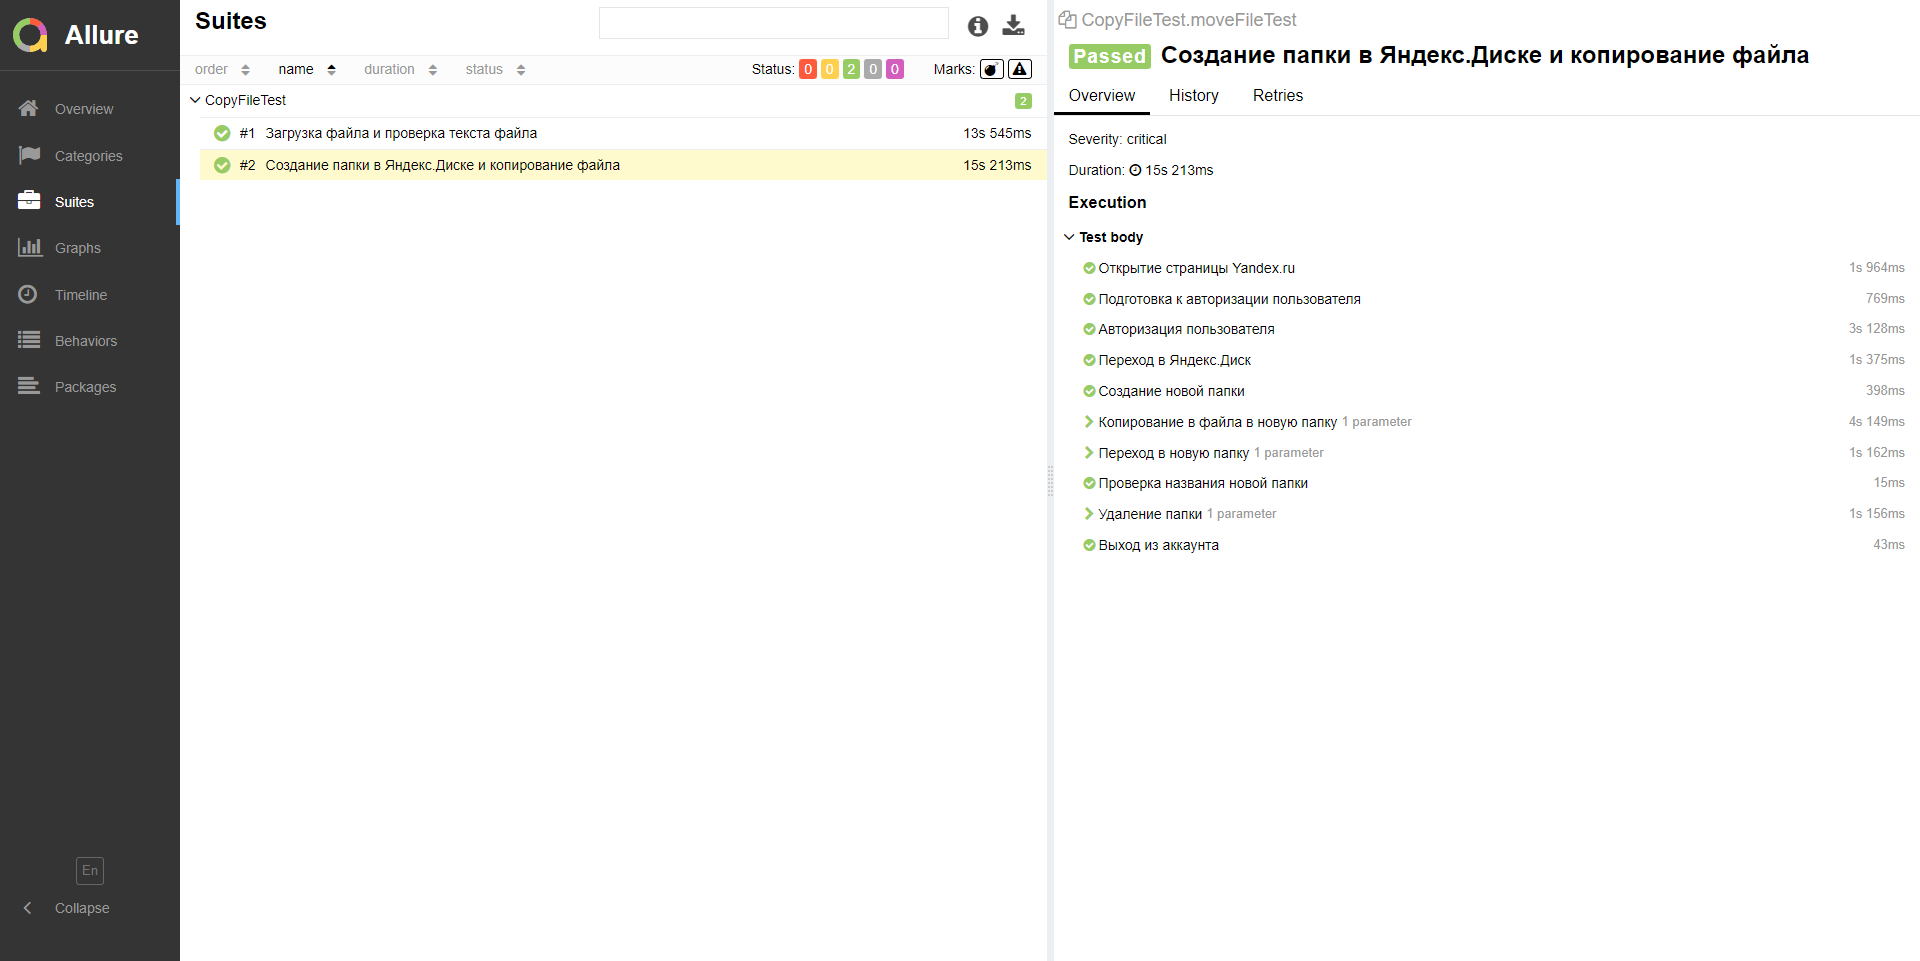 Allure
Overview
Categories
Suites
Graphs
Timeline
Behaviors
Packages
En
Collapse
Suites
order name duration status Status: 0 0 2 0 0 Marks:
CopyFileTest 2
#1 Загрузка файла и проверка текста файла 13s 545ms
#2 Создание папки в Яндекс.Диске и копирование файла 15s 213ms
CopyFileTest.moveFileTest
Passed Создание папки в Яндекс.Диске и копирование файла
Overview History Retries
Severity: critical
Duration: 15s 213ms
Execution
Test body
Открытие страницы Yandex.ru 1s 964ms
Подготовка к авторизации пользователя 769ms
Авторизация пользователя 3s 128ms
Переход в Яндекс.Диск 1s 375ms
Создание новой папки 398ms
Копирование в файла в новую папку 1 parameter 4s 149ms
Переход в новую папку 1 parameter 1s 162ms
Проверка названия новой папки 15ms
Удаление папки 1 parameter 1s 156ms
Выход из аккаунта 43ms